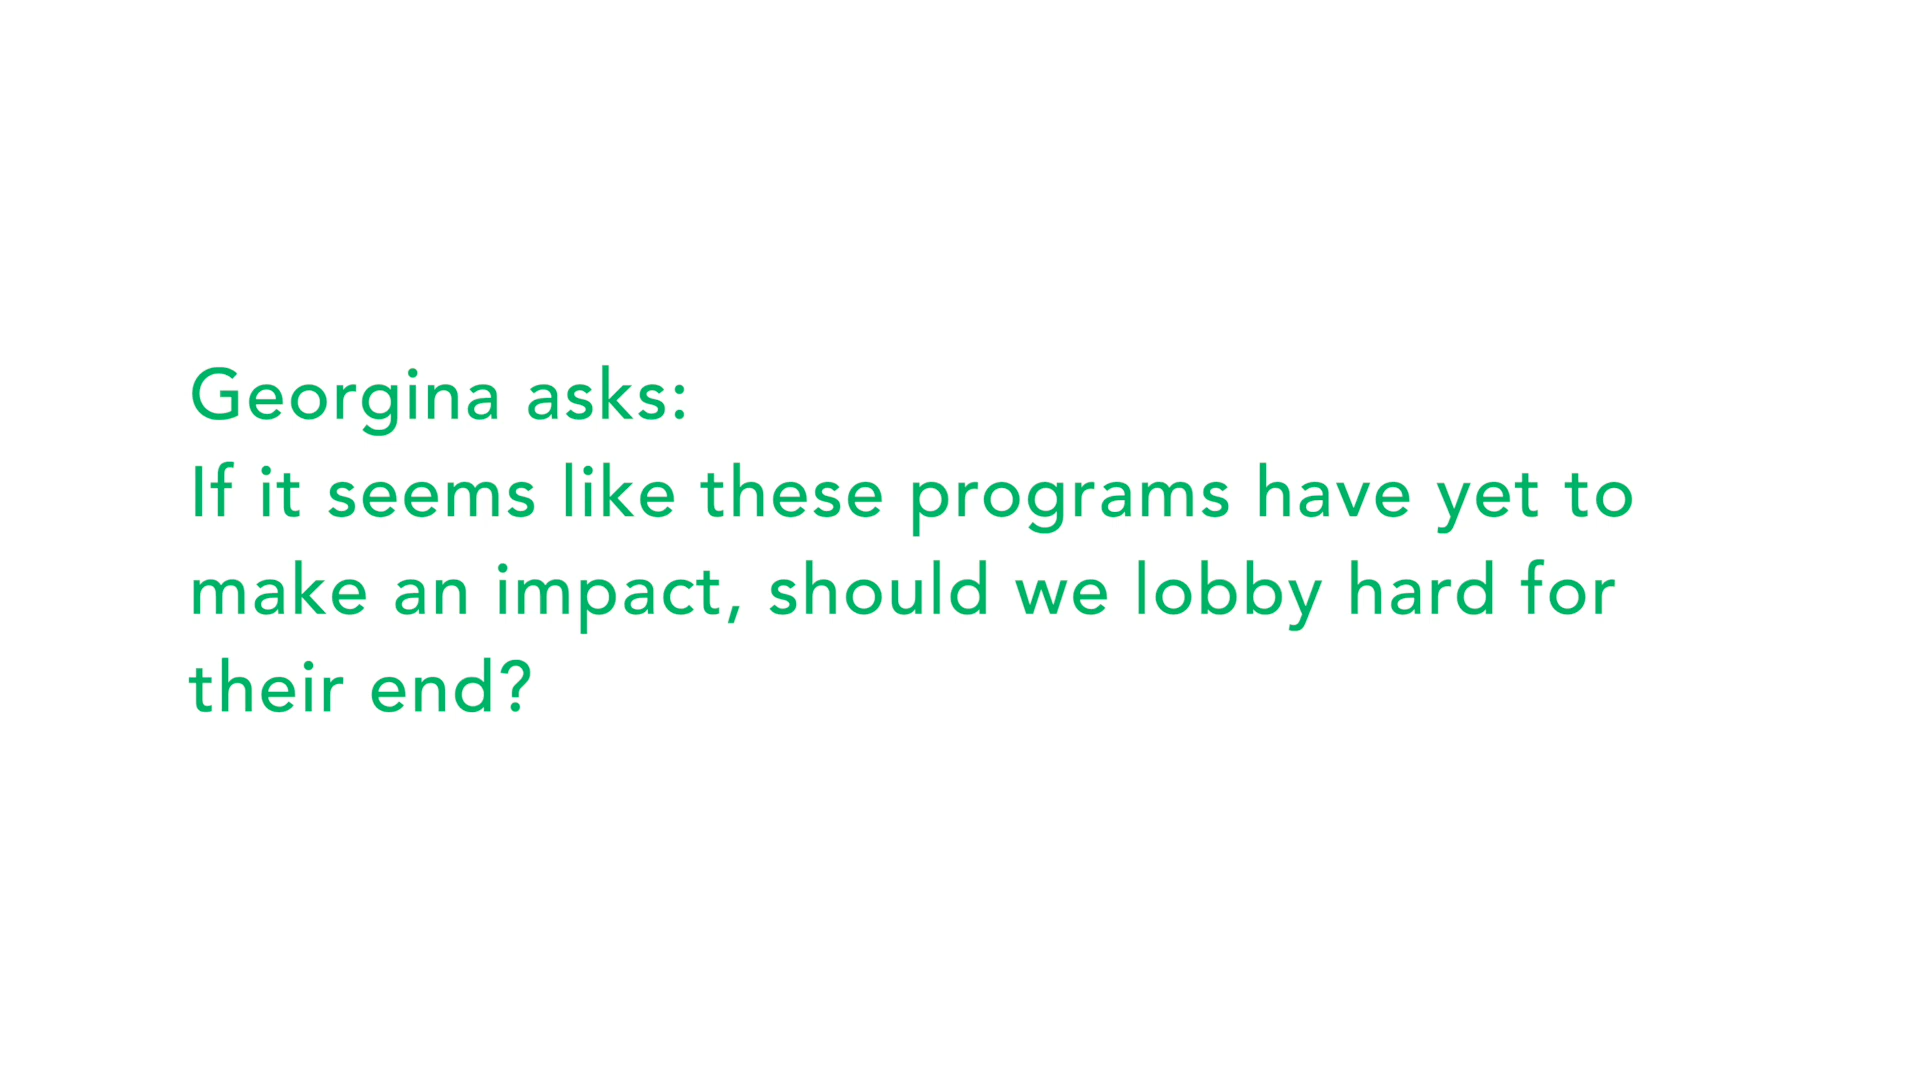 Georgina asks:
If it seems like these programs have yet to
make an impact, should we lobby hard for
their end?